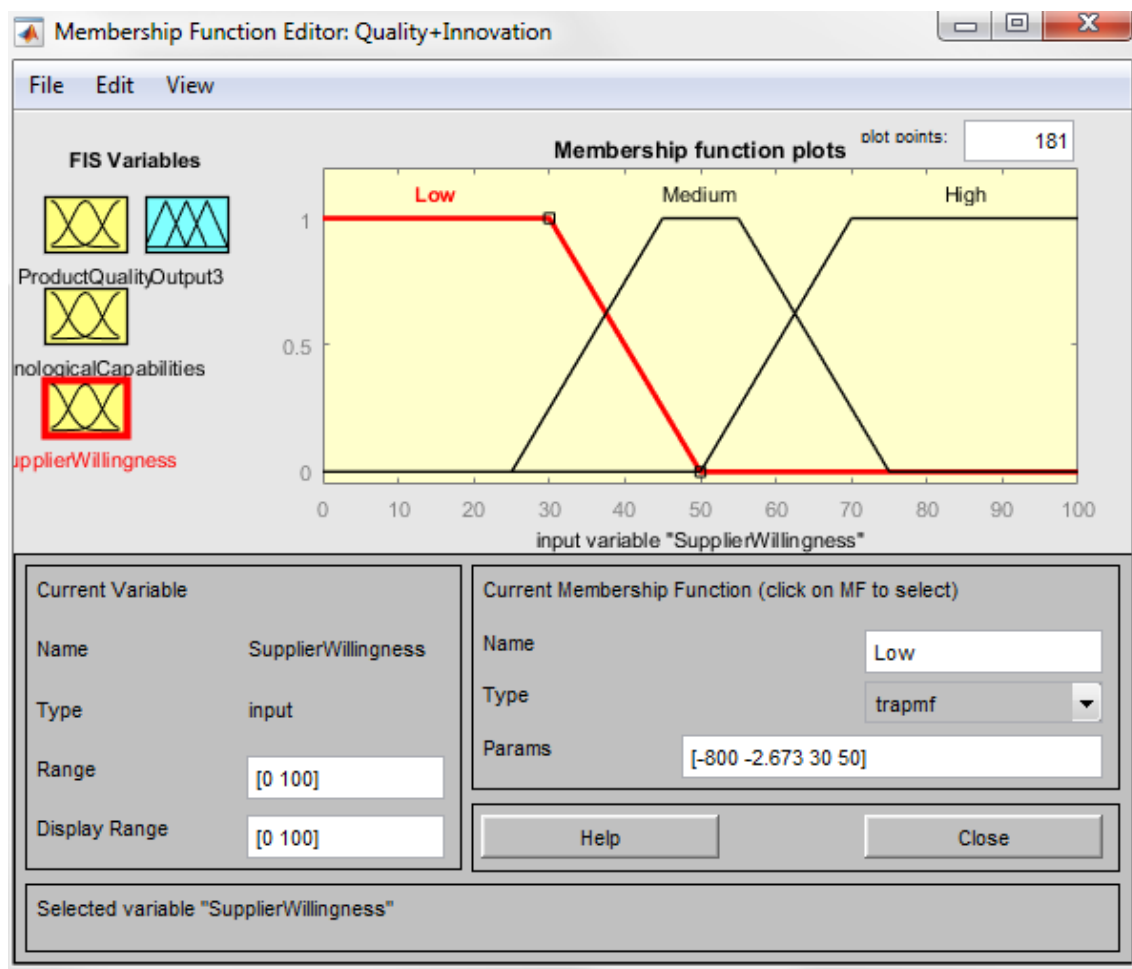 Membership Function Editor: Quality+Innovation
File Edit View
FIS Variables
ProductQuality
Output3
nologicalCapabilities
upplierWillingness
Membership function plots
plot points:
181
Low
Medium
High
1
0.5
0
0 10 20 30 40 50 60 70 80 90 100
input variable "SupplierWillingness"
Current Variable
Name SupplierWillingness
Type input
Range [0 100]
Display Range [0 100]
Current Membership Function (click on MF to select)
Name Low
Type trapmf
Params [-800 -2.673 30 50]
Help Close
Selected variable "SupplierWillingness"